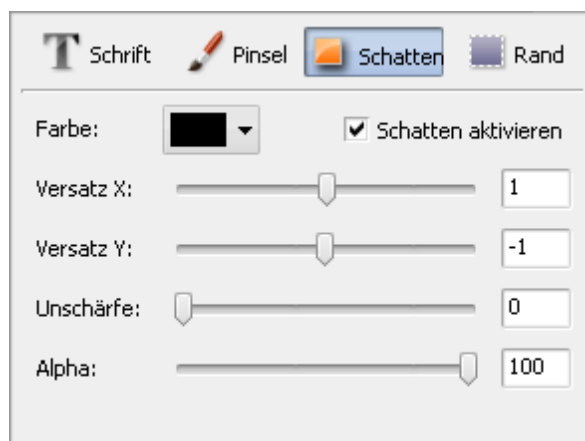 Schrift Pinsel Schatten Rand
Farbe: Schatten aktivieren
Versatz X: 1
Versatz Y: -1
Unschärfe: 0
Alpha: 100